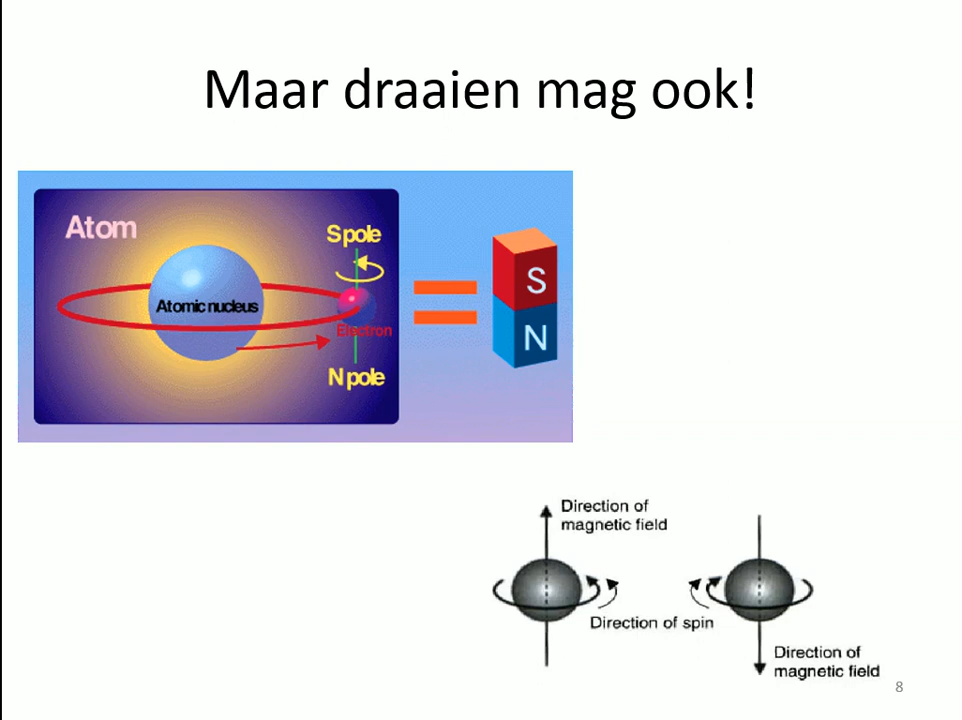 Maar draaien mag ook!
Atom
S pole
Atomic nucleus
Electron
N pole
S
N
Direction of
magnetic field
Direction of spin
Direction of
magnetic field
8